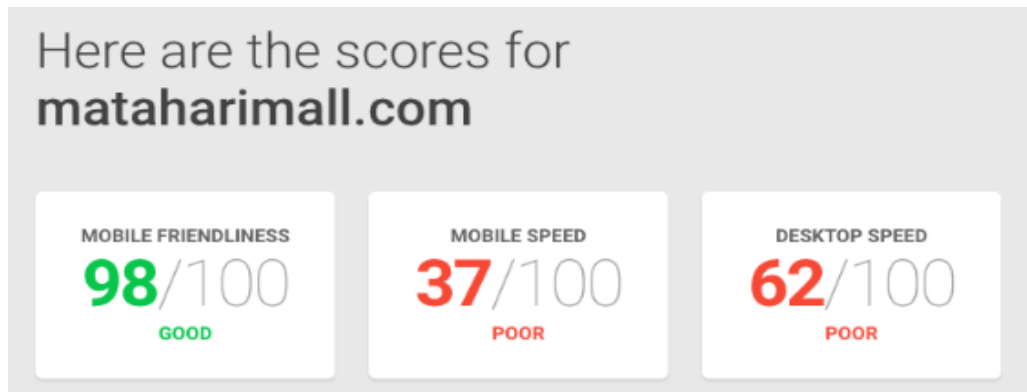 Here are the scores for
mataharimall.com
MOBILE FRIENDLINESS
98/100
GOOD
MOBILE SPEED
37/100
POOR
DESKTOP SPEED
62/100
POOR